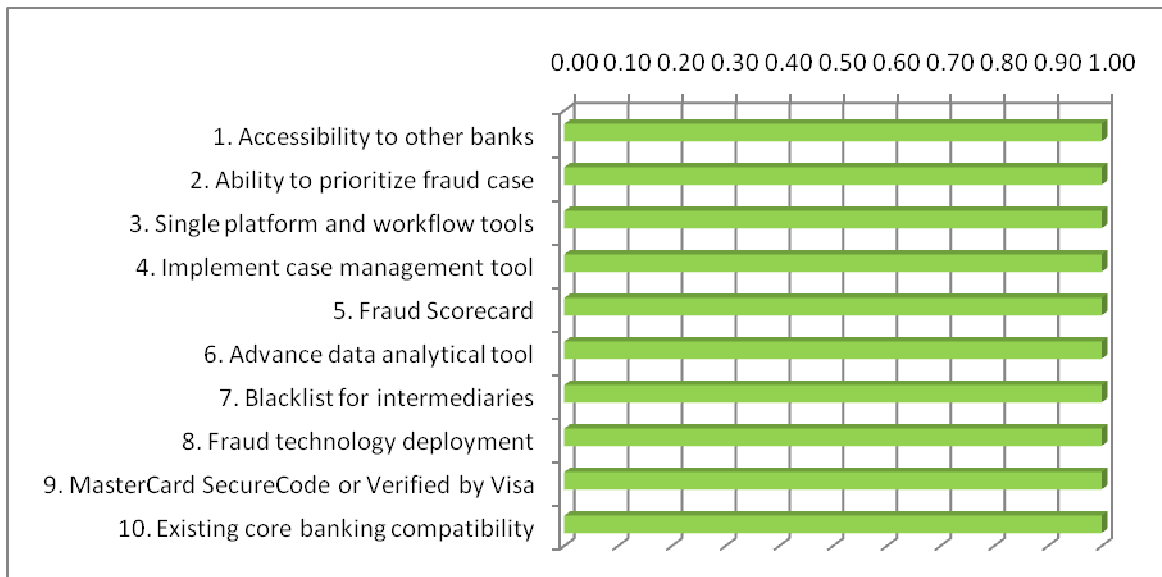 0.00 0.10 0.20 0.30 0.40 0.50 0.60 0.70 0.80 0.90 1.00
1. Accessibility to other banks
2. Ability to prioritize fraud case
3. Single platform and workflow tools
4. Implement case management tool
5. Fraud Scorecard
6. Advance data analytical tool
7. Blacklist for intermediaries
8. Fraud technology deployment
9. MasterCard SecureCode or Verified by Visa
10. Existing core banking compatibility